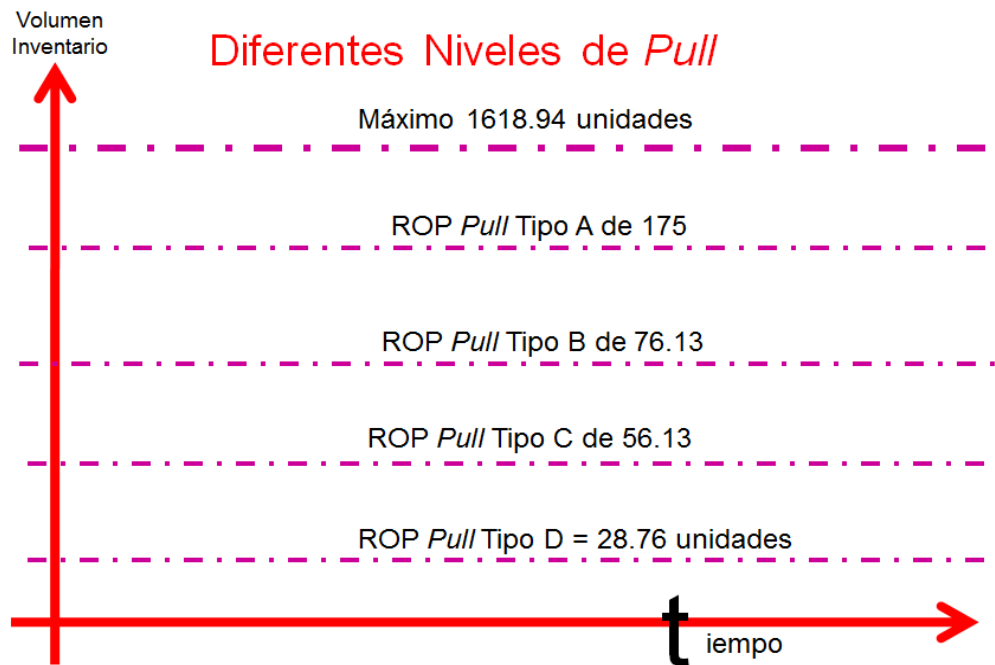 Volumen
Inventario
Diferentes Niveles de Pull
Máximo 1618.94 unidades
ROP Pull Tipo A de 175
ROP Pull Tipo B de 76.13
ROP Pull Tipo C de 56.13
ROP Pull Tipo D = 28.76 unidades
tiempo